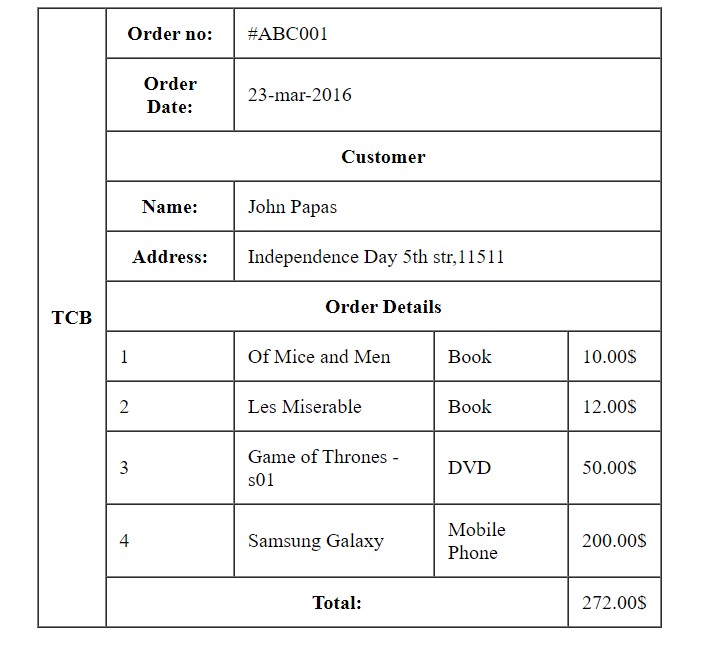 TCB
Order no: #ABC001
Order
Date:
23-mar-2016
Customer
Name: John Papas
Address: Independence Day 5th str,11511
Order Details
1 Of Mice and Men Book 10.00$
2 Les Miserable Book 12.00$
3 Game of Thrones -
s01
DVD 50.00$
4 Samsung Galaxy Mobile
Phone
200.00$
Total: 272.00$